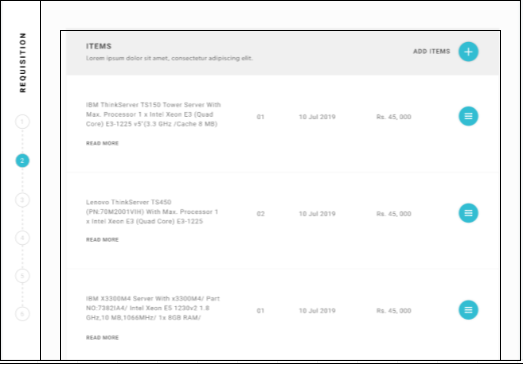 REQUISITION
1
2
3
4
5
6
ITEMS
Lorem ipsum dolor sit amet, consectetur adipiscing elit.
ADD ITEMS
IBM ThinkServer TS150 Tower Server With
Max. Processor 1 x Intel Xeon E3 (Quad
Core) E3-1225 v5'(3.3 GHz /Cache 8 MB)
READ MORE
01
10 Jul 2019
Rs. 45, 000
Lenovo ThinkServer TS450
(PN:70M2001VIH) With Max. Processor 1
x Intel Xeon E3 (Quad Core) E3-1225
READ MORE
02
10 Jul 2019
Rs. 45, 000
IBM X3300M4 Server With x3300M4/ Part
NO:7382IA4/ Intel Xeon E5 1230v2 1.8
GHz,10 MB,1066MHz/ 1x 8GB RAM/
READ MORE
01
10 Jul 2019
Rs. 45, 000